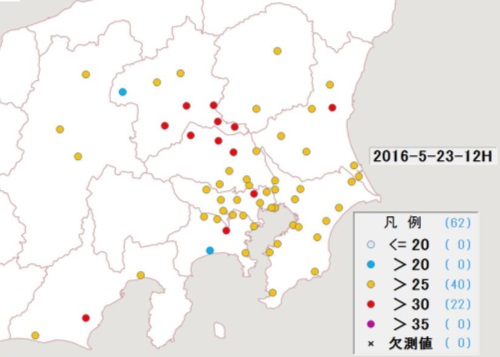 2016-5-23-12H
凡 例 (62)
<= 20 ( 0)
> 20 ( 0)
> 25 (40)
> 30 (22)
> 35 ( 0)
× 欠測値 ( 0)